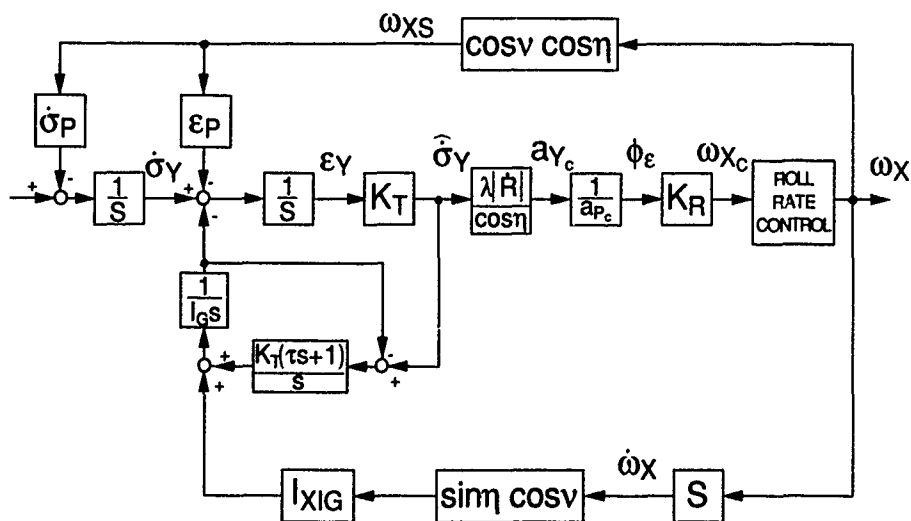 ωXS
cosν cosη
σ̇P
εP
+
-
1
S
σ̇Y
+
-
-
1
S
εY
KT
σ̂̇Y
λ|Ṙ|
cosη
aYc
1
aPc
ϕε
KR
ωXC
ROLL
RATE
CONTROL
ωX
1
IGs
+
+
KT(τs+1)
s
-
+
IXIG
sinη cosν
ω̇X
S